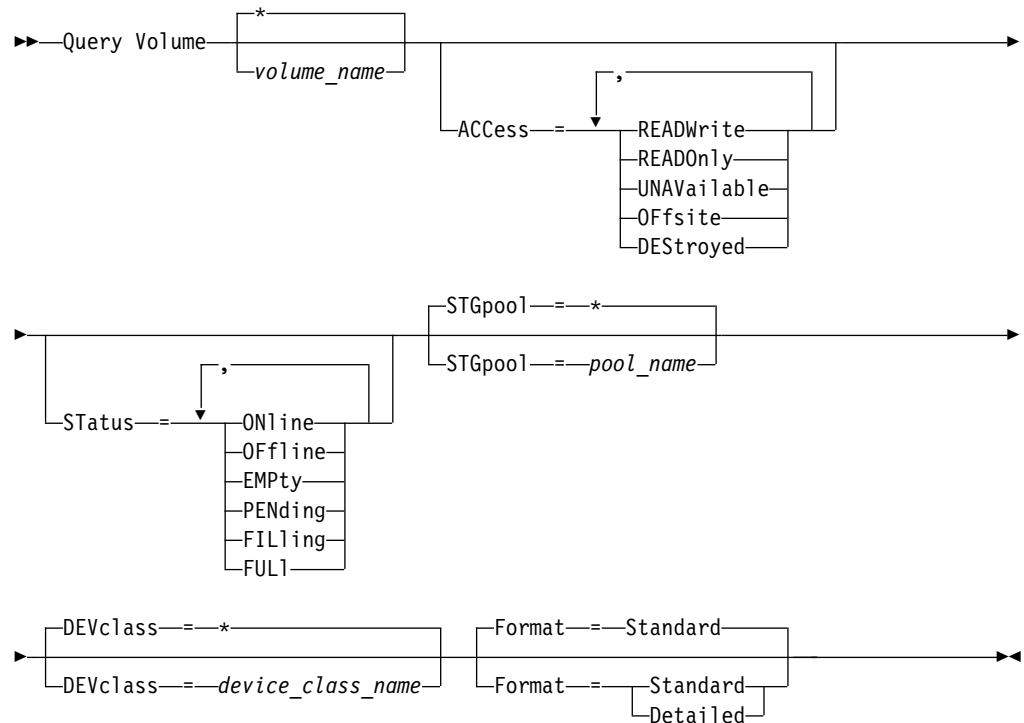 *
Query Volume
volume_name
,
ACCess = READWrite
READOnly
UNAVailable
OFfsite
DEStroyed
STGpool = *
STGpool = pool_name
,
STatus = ONline
OFfline
EMPty
PENding
FILling
FULl
DEVclass = *
DEVclass = device_class_name
Format = Standard
Format = Standard
Detailed